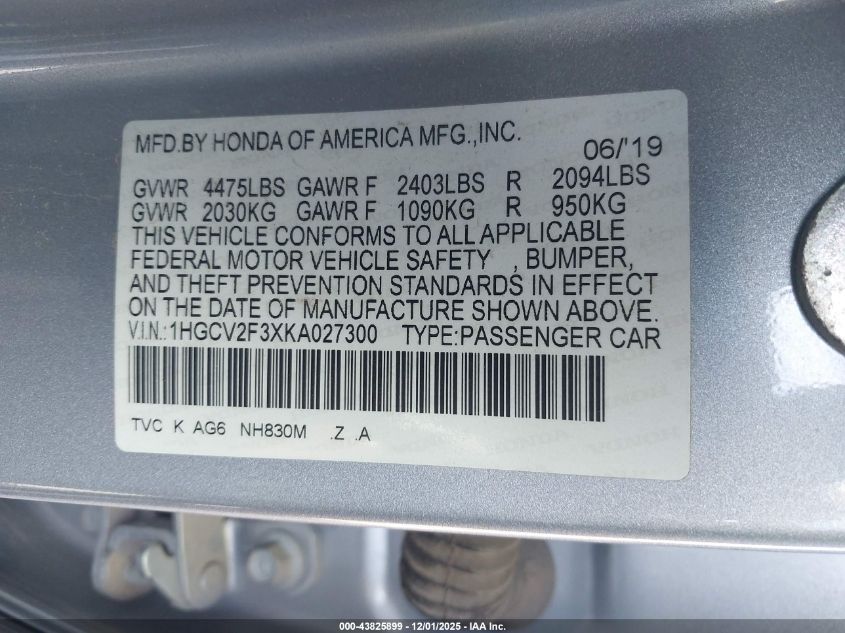 MFD.BY HONDA OF AMERICA MFG.,INC. 06/'19
GVWR 4475LBS GAWR F 2403LBS R 2094LBS
GVWR 2030KG GAWR F 1090KG R 950KG
THIS VEHICLE CONFORMS TO ALL APPLICABLE
FEDERAL MOTOR VEHICLE SAFETY , BUMPER,
AND THEFT PREVENTION STANDARDS IN EFFECT
ON THE DATE OF MANUFACTURE SHOWN ABOVE.
V.I.N.:1HGCV2F3XKA027300 TYPE:PASSENGER CAR
TVC K AG6 NH830M .Z .A
000-43825899 - 12/01/2025 - IAA Inc.